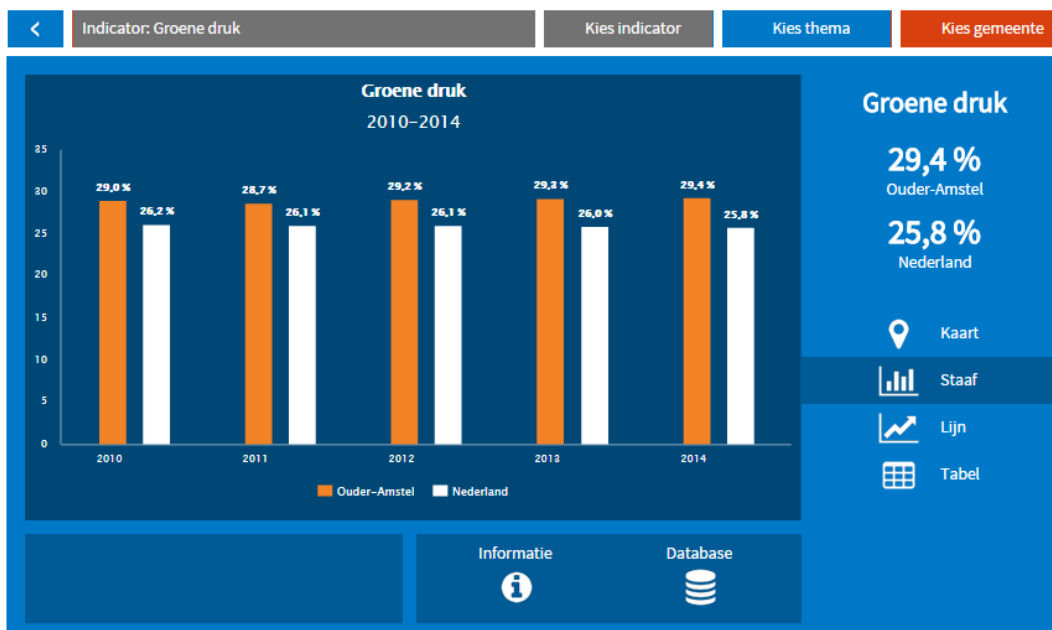 Indicator: Groene druk
Kies indicator
Kies thema
Kies gemeente
Groene druk
2010-2014
35
30
25
20
15
10
5
0
29,0 %
26,2 %
28,7 %
26,1 %
29,2 %
26,1 %
29,3 %
26,0 %
29,4 %
25,8 %
2010
2011
2012
2013
2014
Ouder-Amstel
Nederland
Groene druk
29,4 %
Ouder-Amstel
25,8 %
Nederland
Kaart
Staaf
Lijn
Tabel
Informatie
Database